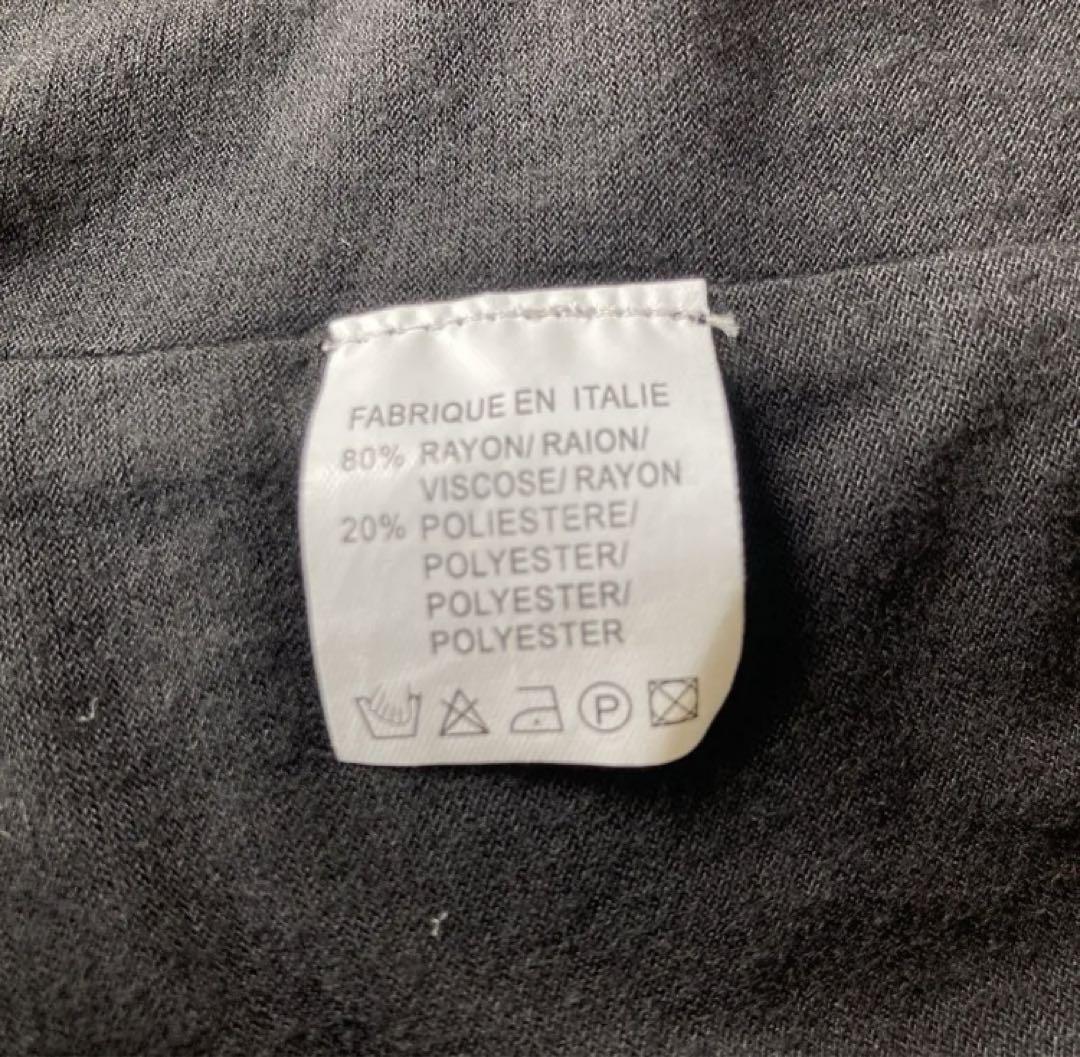 FABRIQUE EN ITALIE
80% RAYON/ RAION/
VISCOSE/ RAYON
20% POLIESTERE/
POLYESTER/
POLYESTER/
POLYESTER
P